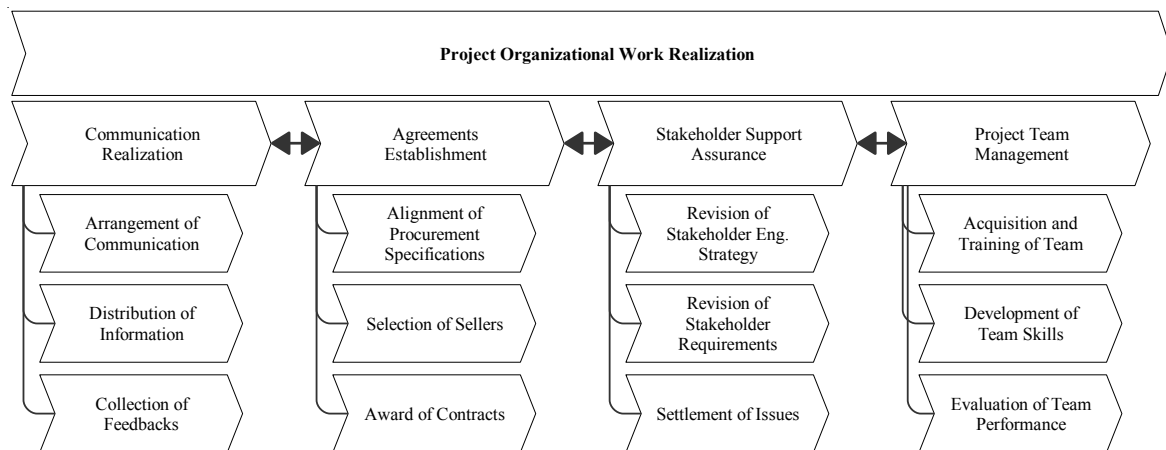 Project Organizational Work Realization
Communication
Realization
Agreements
Establishment
Stakeholder Support
Assurance
Project Team
Management
Arrangement of
Communication
Alignment of
Procurement
Specifications
Revision of
Stakeholder Eng.
Strategy
Acquisition and
Training of Team
Distribution of
Information
Selection of Sellers
Revision of
Stakeholder
Requirements
Development of
Team Skills
Collection of
Feedbacks
Award of Contracts
Settlement of Issues
Evaluation of Team
Performance